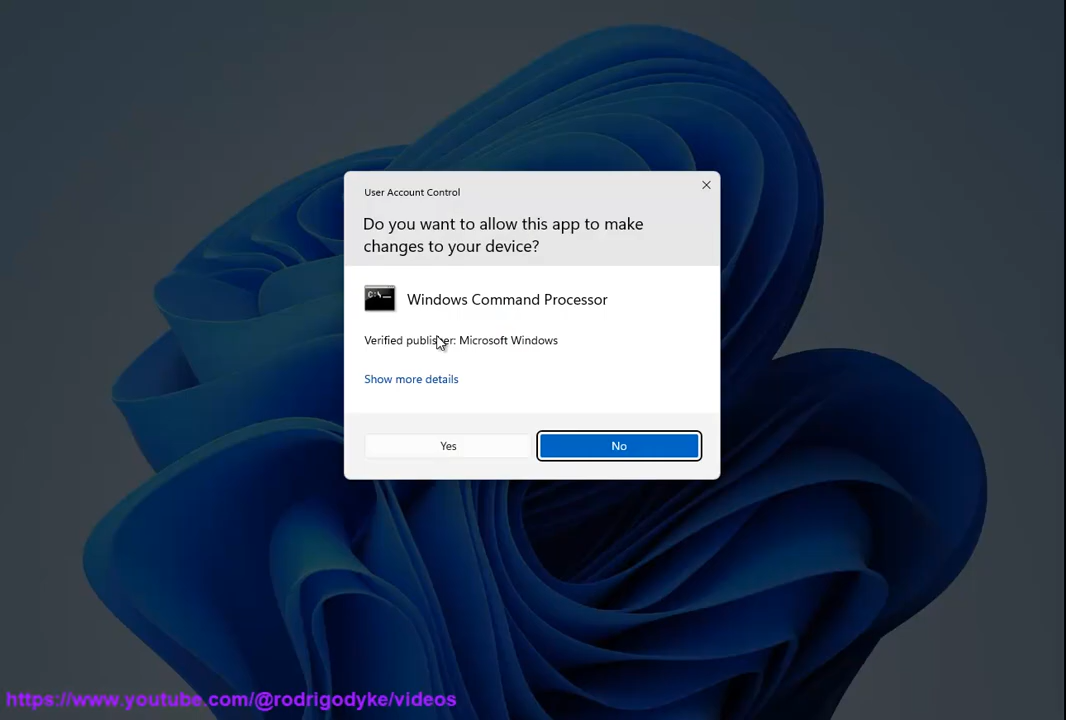 User Account Control
Do you want to allow this app to make
changes to your device?
C:\_
Windows Command Processor
Verified publisher: Microsoft Windows
Show more details
Yes
No
https://www.youtube.com/@rodrigodyke/videos